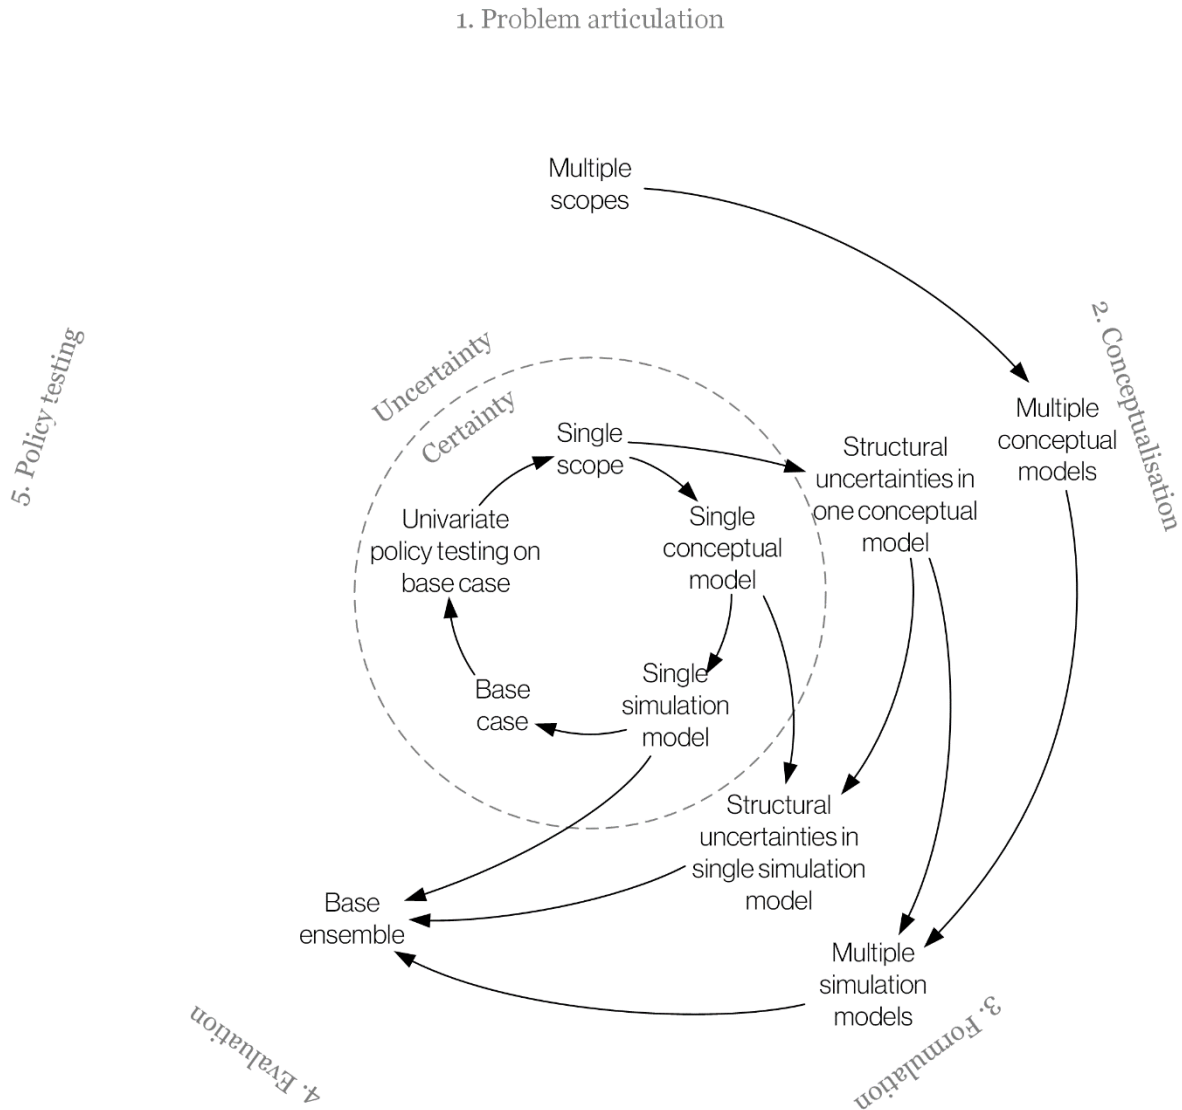 1. Problem articulation
Multiple
scopes
2. Conceptualisation
Multiple
conceptual
models
5. Policy testing
Uncertainty
Certainty
Single
scope
Structural
uncertainties in
one conceptual
model
Single
conceptual
model
Univariate
policy testing on
base case
Single
simulation
model
Base
case
Structural
uncertainties in
single simulation
model
Base
ensemble
Multiple
simulation
models
3. Formulation
4. Evaluation